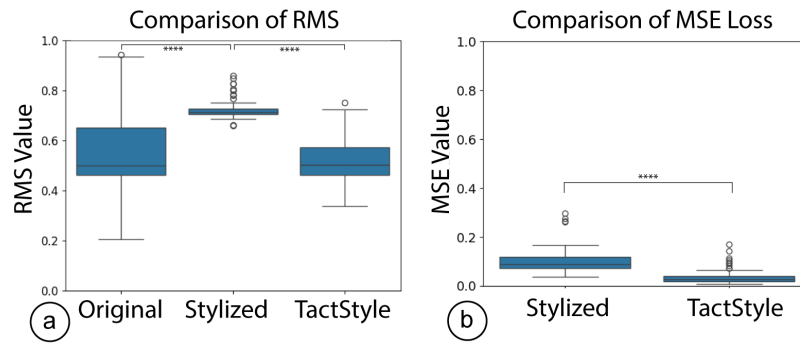 Comparison of RMS
1.0
0.8
0.6
0.4
0.2
0.0
RMS Value
****
****
Original
Stylized
TactStyle
a
Comparison of MSE Loss
1.0
0.8
0.6
0.4
0.2
0.0
MSE Value
****
Stylized
TactStyle
b